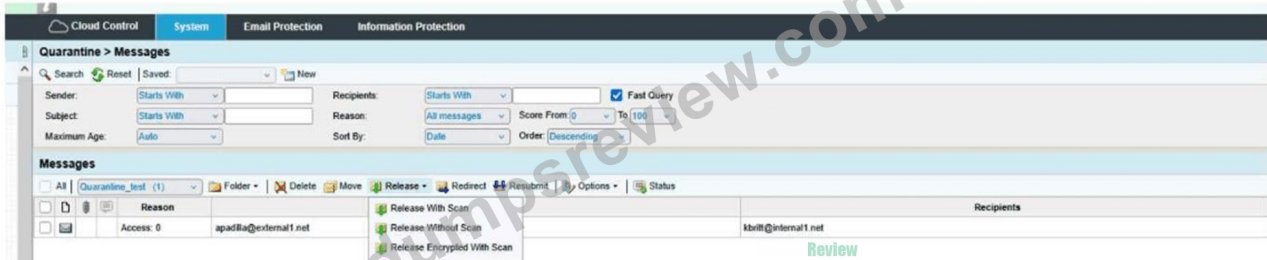 Cloud Control System Email Protection Information Protection
Quarantine > Messages
Search Reset Saved: New
Sender: Starts With Recipients: Starts With Fast Query
Subject: Starts With Reason: All messages Score From: 0 To 100
Maximum Age: Auto Sort By: Date Order: Descending
Messages
All Quarantine_test (1) Folder Delete Move Release Redirect Resubmit Options Status
Reason Recipients
Release With Scan
Access: 0 apadilla@external1.net Release Without Scan kbritt@internal1.net
Release Encrypted With Scan
Review
dumpsreview.com